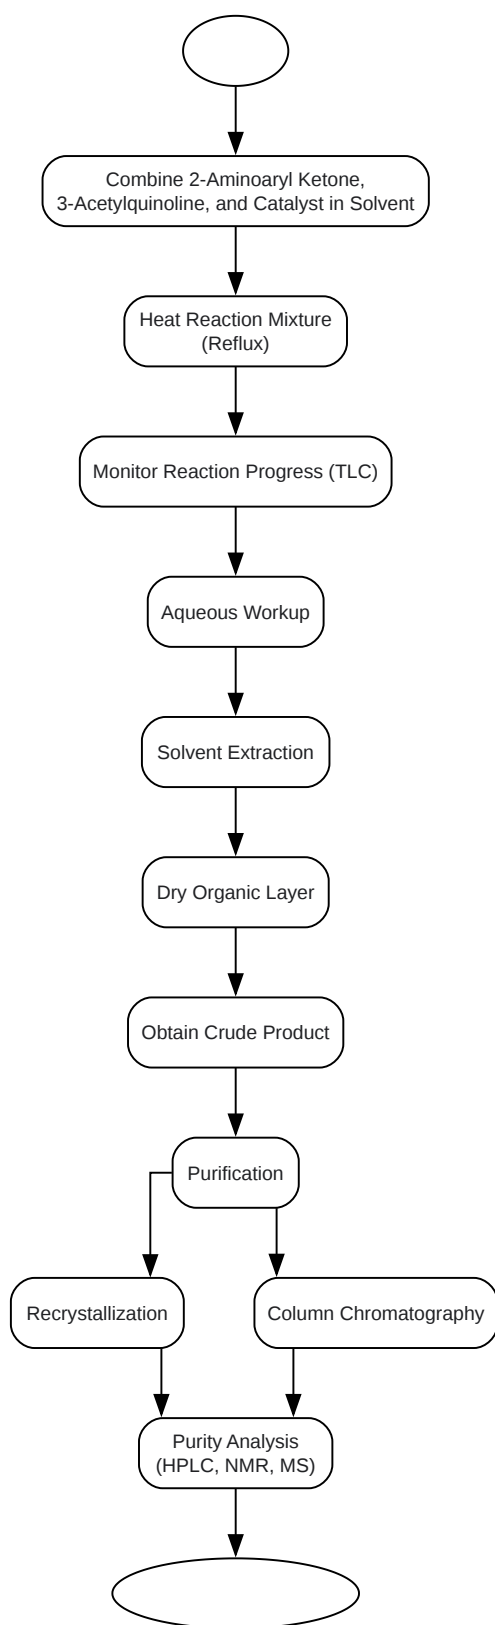 Combine 2-Aminoaryl Ketone,
3-Acetylquinoline, and Catalyst in Solvent
Heat Reaction Mixture
(Reflux)
Monitor Reaction Progress (TLC)
Aqueous Workup
Solvent Extraction
Dry Organic Layer
Obtain Crude Product
Purification
Recrystallization
Column Chromatography
Purity Analysis
(HPLC, NMR, MS)